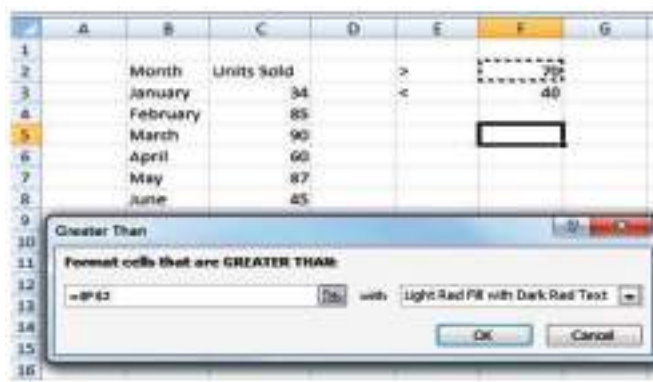 A B C D E F G
1
2 Month Units Sold > 70
3 January 34 < 40
4 February 85
5 March 90
6 April 60
7 May 87
8 June 45
9
10
11
12
13
14
15
16
Greater Than
Format cells that are GREATER THAN:
=$F$2 with Light Red Fill with Dark Red Text
OK Cancel